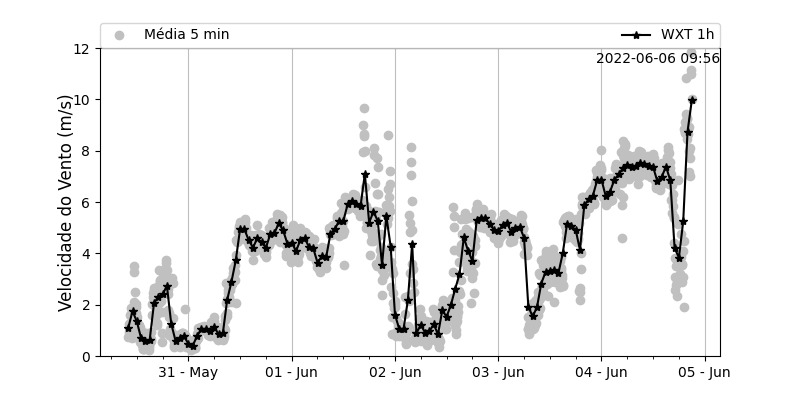 Média 5 min
WXT 1h
2022-06-06 09:56
Velocidade do Vento (m/s)
12
10
8
6
4
2
0
31 - May
01 - Jun
02 - Jun
03 - Jun
04 - Jun
05 - Jun